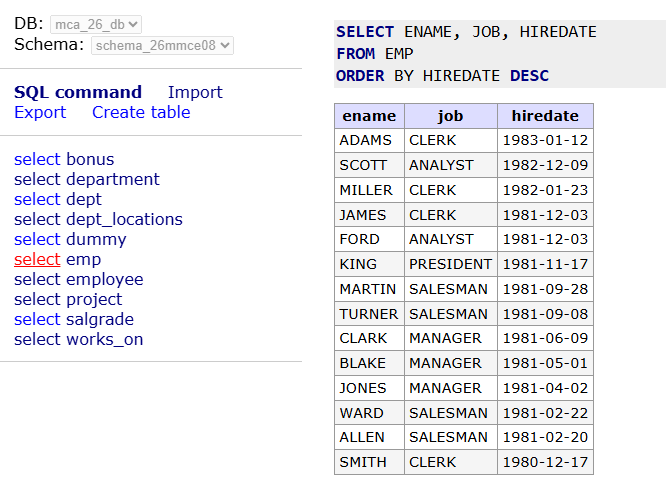 DB: mca_26_db
Schema: schema_26mmce08
SQL command Import
Export Create table
select bonus
select department
select dept
select dept_locations
select dummy
select emp
select employee
select project
select salgrade
select works_on
SELECT ENAME, JOB, HIREDATE
FROM EMP
ORDER BY HIREDATE DESC
ename job hiredate
ADAMS CLERK 1983-01-12
SCOTT ANALYST 1982-12-09
MILLER CLERK 1982-01-23
JAMES CLERK 1981-12-03
FORD ANALYST 1981-12-03
KING PRESIDENT 1981-11-17
MARTIN SALESMAN 1981-09-28
TURNER SALESMAN 1981-09-08
CLARK MANAGER 1981-06-09
BLAKE MANAGER 1981-05-01
JONES MANAGER 1981-04-02
WARD SALESMAN 1981-02-22
ALLEN SALESMAN 1981-02-20
SMITH CLERK 1980-12-17